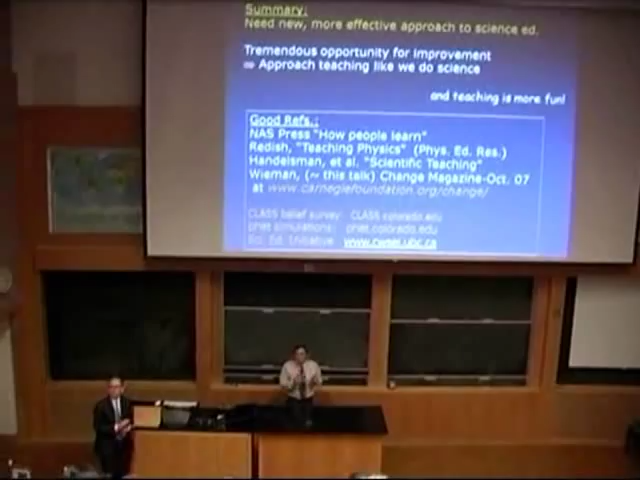 Summary:
Need new, more effective approach to science ed.
Tremendous opportunity for improvement
⇒ Approach teaching like we do science
and teaching is more fun!
Good Refs.:
NAS Press "How people learn"
Redish, "Teaching Physics" (Phys. Ed. Res.)
Handelsman, et al. "Scientific Teaching"
Wieman, (~ this talk) Change Magazine-Oct. 07
at www.carnegiefoundation.org/change/
CLASS belief survey: CLASS.colorado.edu
phet simulations: phet.colorado.edu
Sci. Ed. Initiative: www.cwsei.ubc.ca